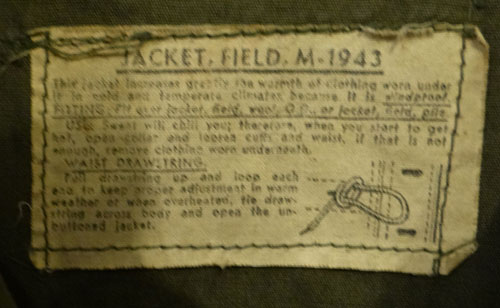 JACKET, FIELD, M-1943
This jacket increases greatly the warmth of clothing worn under
it in cold and temperate climates because it is windproof.
FITTING: Fit over jacket, field, wool, O.D., or jacket, field, pile.
USE: Sweat will chill you; therefore, when you start to get
hot, open collar and loosen cuffs and waist, if that is not
enough, remove clothing worn underneath.
WAIST DRAWSTRING.
Pull drawstring up and loop each
end to keep proper adjustment in warm
weather or when overheated, tie draw-
string across body and open the un-
buttoned jacket.